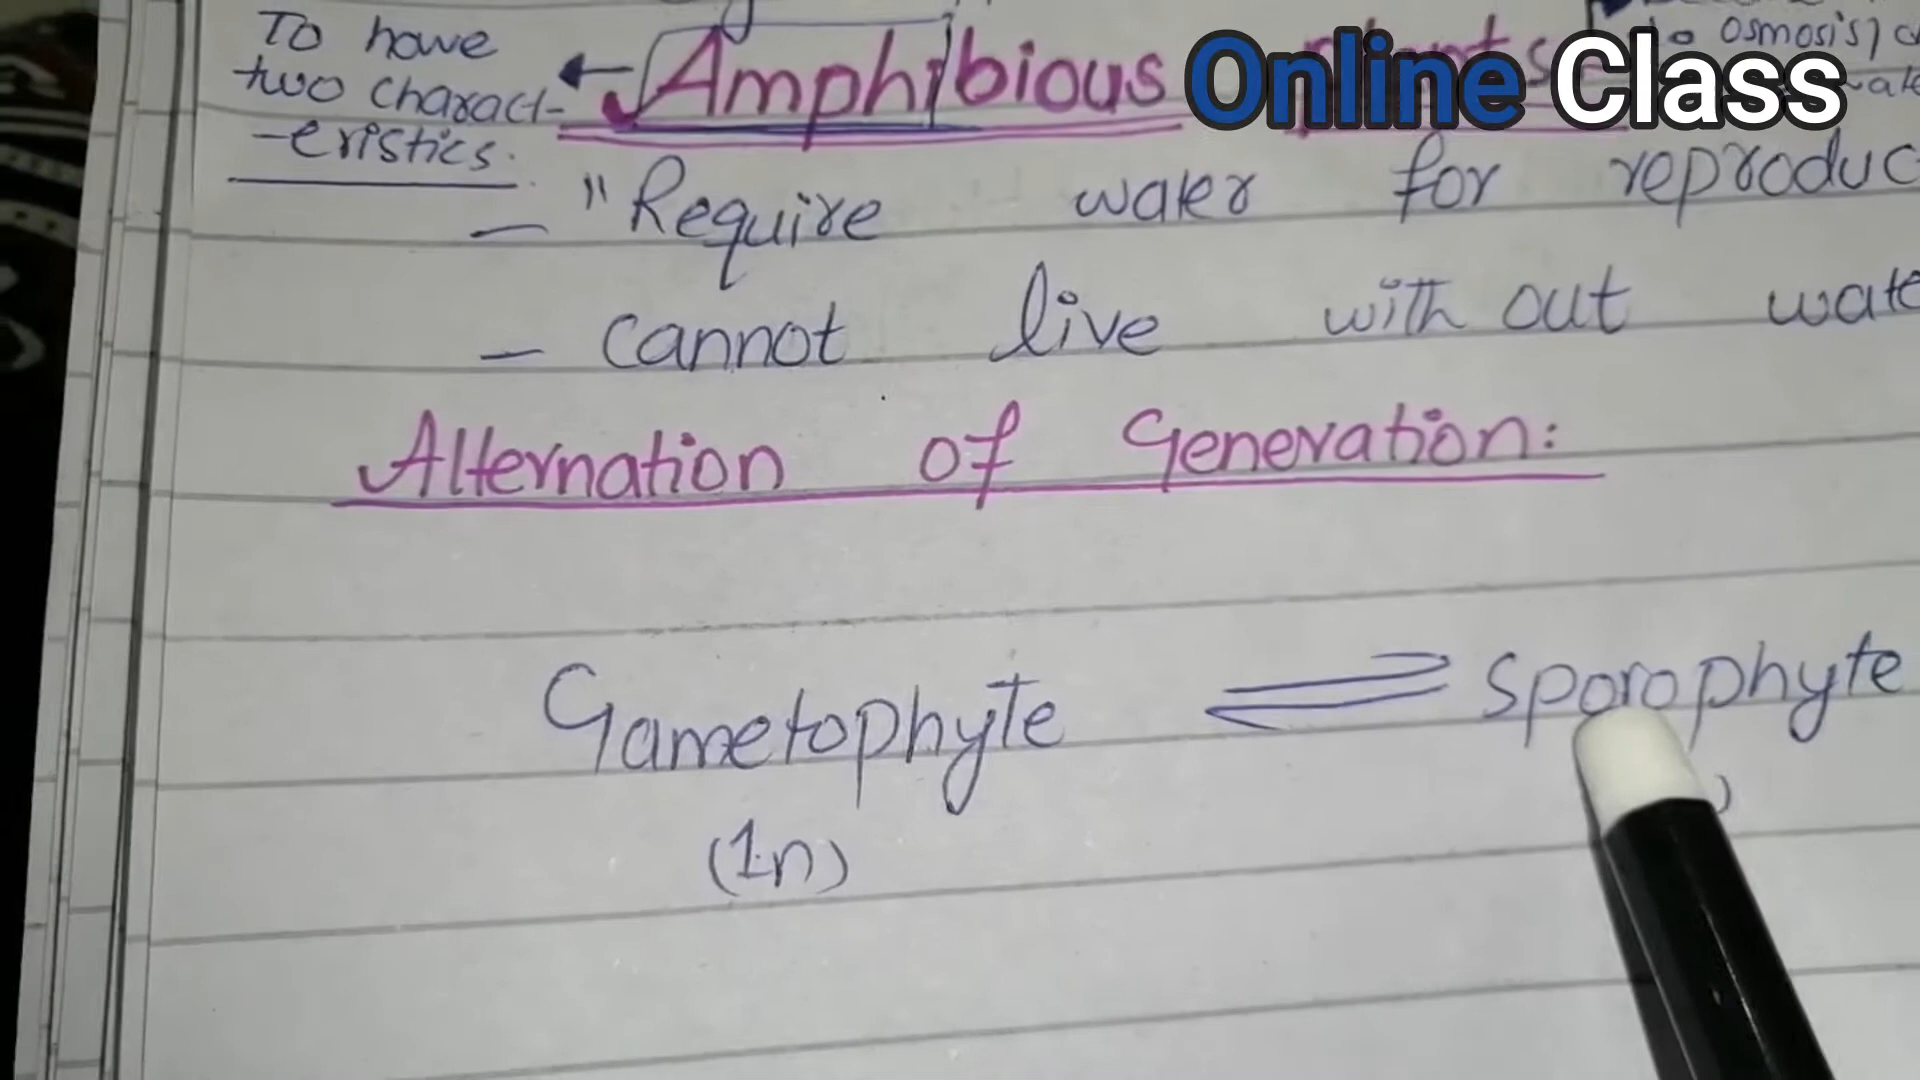 To have
two charact-
-eristics.
Amphibious
Online Class
osmosis)
- "Require water for reproduc
- cannot live with out wate
Alternation of Generation:
Gametophyte ⇌ sporophyte
(1n)